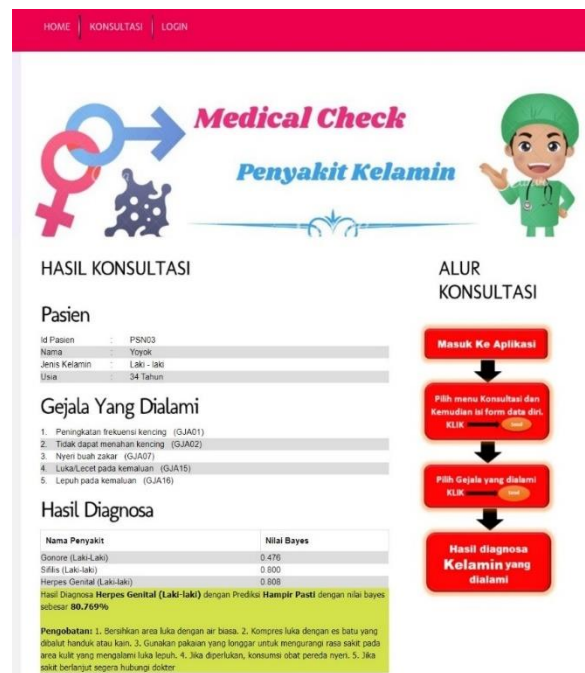 HOME
KONSULTASI
LOGIN
Medical Check
Penyakit Kelamin
HASIL KONSULTASI
Pasien
Id Pasien : PSN03
Nama : Yoyok
Jenis Kelamin : Laki - laki
Usia : 34 Tahun
Gejala Yang Dialami
1. Peningkatan frekuensi kencing (GJA01)
2. Tidak dapat menahan kencing (GJA02)
3. Nyeri buah zakar (GJA07)
4. Luka/Lecet pada kemaluan (GJA15)
5. Lepuh pada kemaluan (GJA16)
Hasil Diagnosa
Nama Penyakit Nilai Bayes
Gonore (Laki-Laki) 0.476
Sifilis (Laki-laki) 0.800
Herpes Genital (Laki-laki) 0.808
Hasil Diagnosa Herpes Genital (Laki-laki) dengan Prediksi Hampir Pasti dengan nilai bayes
sebesar 80.769%
Pengobatan: 1. Bersihkan area luka dengan air biasa. 2. Kompres luka dengan es batu yang
dibalut handuk atau kain. 3. Gunakan pakaian yang longgar untuk mengurangi rasa sakit pada
area kulit yang mengalami luka lepuh. 4. Jika diperlukan, konsumsi obat pereda nyeri. 5. Jika
sakit berlanjut segera hubungi dokter
ALUR
KONSULTASI
Masuk Ke Aplikasi
Pilih menu Konsultasi dan
Kemudian isi form data diri.
KLIK
Pilih Gejala yang dialami
KLIK
Hasil diagnosa
Kelamin yang
dialami